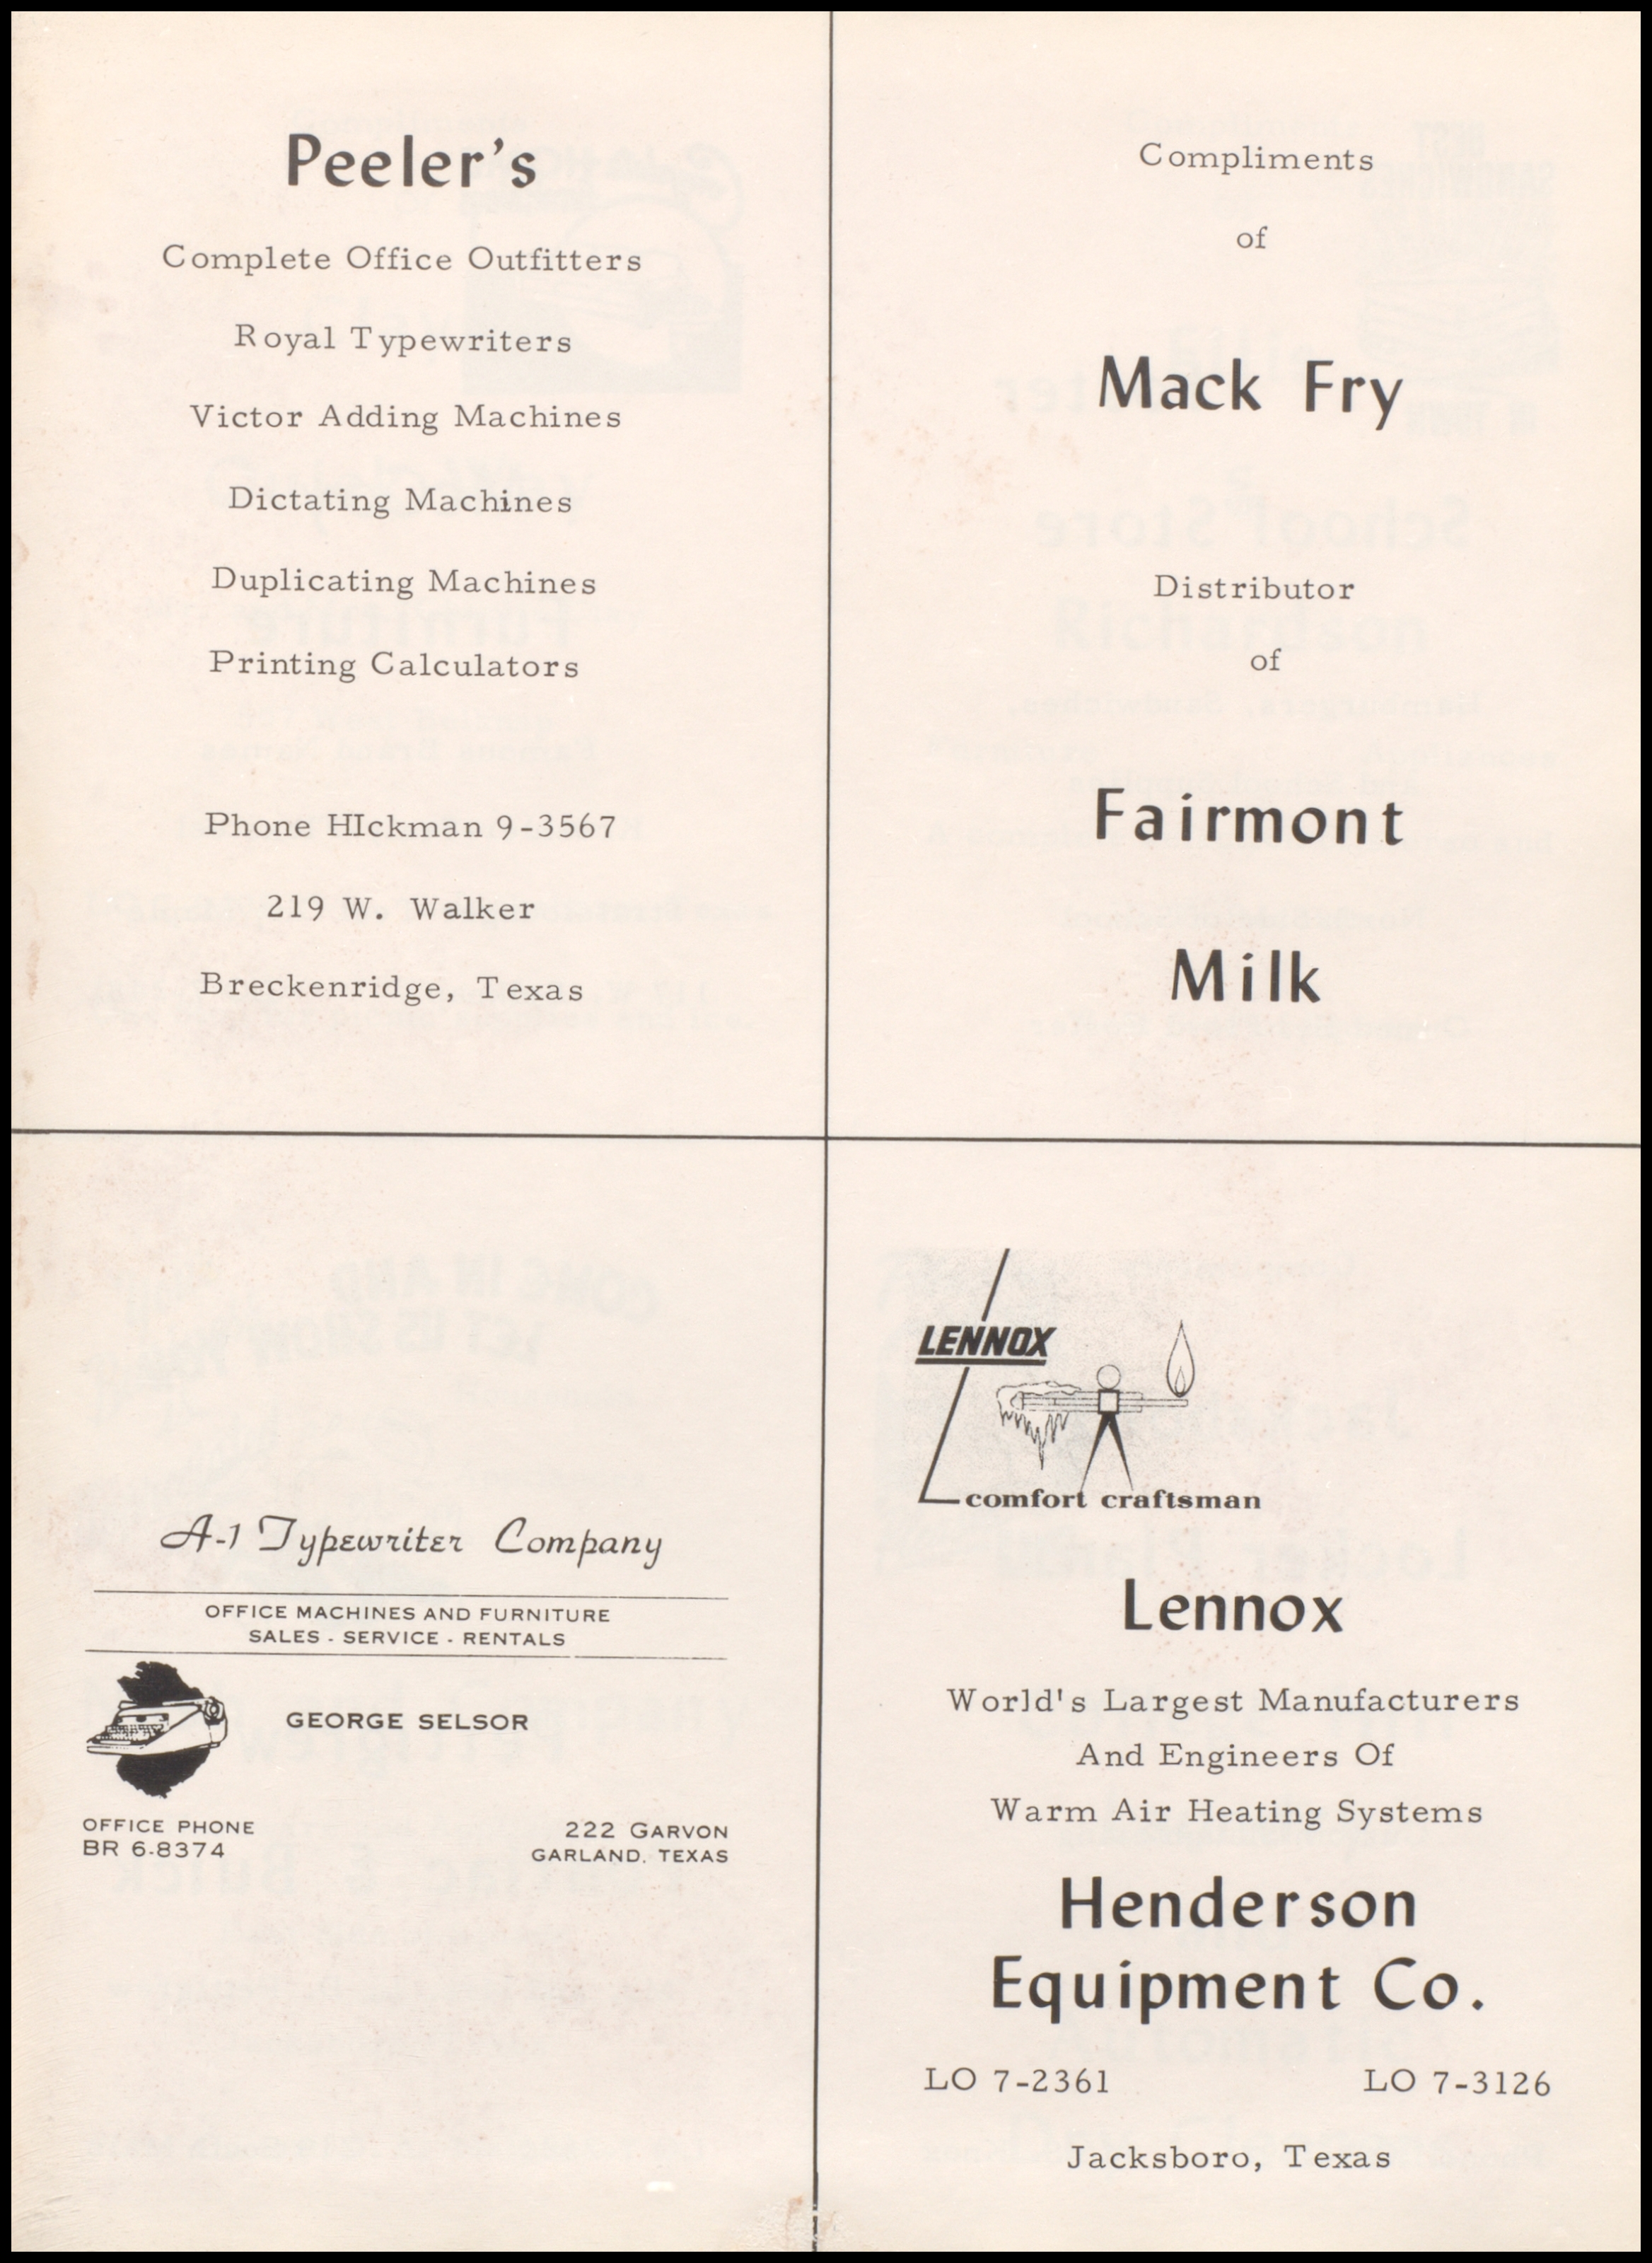 Peeler's
Complete Office Outfitters
Royal Typewriters
Victor Adding Machines
Dictating Machines
Duplicating Machines
Printing Calculators
Phone HIckman 9-3567
219 W. Walker
Breckenridge, Texas
Compliments
of
Mack Fry
Distributor
of
Fairmont
Milk
A-1 Typewriter Company
OFFICE MACHINES AND FURNITURE
SALES - SERVICE - RENTALS
GEORGE SELSOR
OFFICE PHONE
BR 6-8374
222 GARVON
GARLAND, TEXAS
LENNOX
comfort craftsman
Lennox
World's Largest Manufacturers
And Engineers Of
Warm Air Heating Systems
Henderson
Equipment Co.
LO 7-2361 LO 7-3126
Jacksboro, Texas